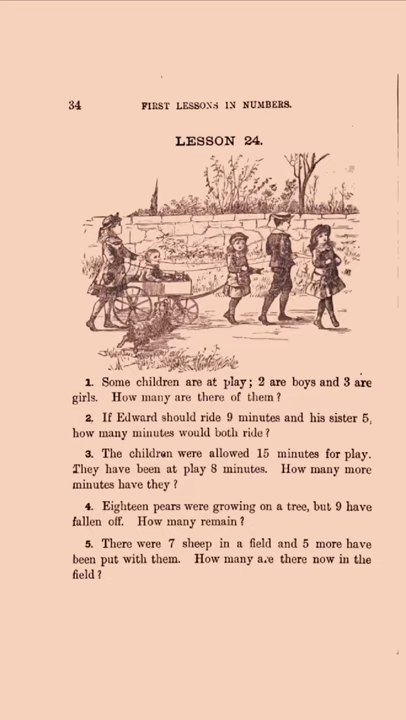 34 FIRST LESSONS IN NUMBERS.
LESSON 24.
1. Some children are at play; 2 are boys and 3 are
girls. How many are there of them?
2. If Edward should ride 9 minutes and his sister 5,
how many minutes would both ride?
3. The children were allowed 15 minutes for play.
They have been at play 8 minutes. How many more
minutes have they?
4. Eighteen pears were growing on a tree, but 9 have
fallen off. How many remain?
5. There were 7 sheep in a field and 5 more have
been put with them. How many are there now in the
field?